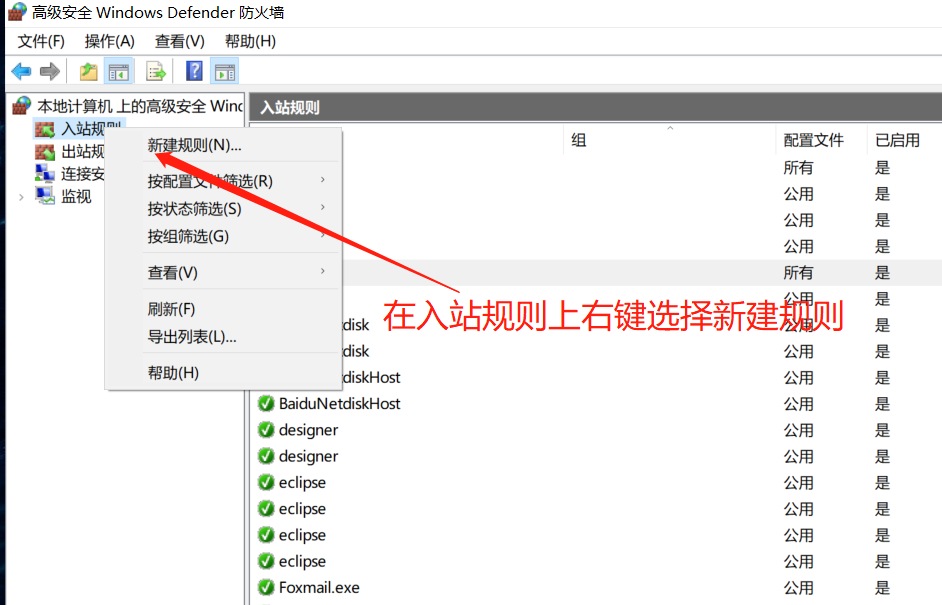 高级安全 Windows Defender 防火墙
文件(F) 操作(A) 查看(V) 帮助(H)
本地计算机 上的高级安全 Winc
入站规则
出站规
连接安
监视
新建规则(N)...
按配置文件筛选(R)
按状态筛选(S)
按组筛选(G)
查看(V)
刷新(F)
导出列表(L)...
帮助(H)
入站规则
组 配置文件 已启用
所有 是
公用 是
公用 是
公用 是
所有 是
公用 是
disk 公用 是
disk 公用 是
diskHost 公用 是
BaiduNetdiskHost 公用 是
designer 公用 是
designer 公用 是
eclipse 公用 是
eclipse 公用 是
eclipse 公用 是
eclipse 公用 是
Foxmail.exe 公用 是
在入站规则上右键选择新建规则